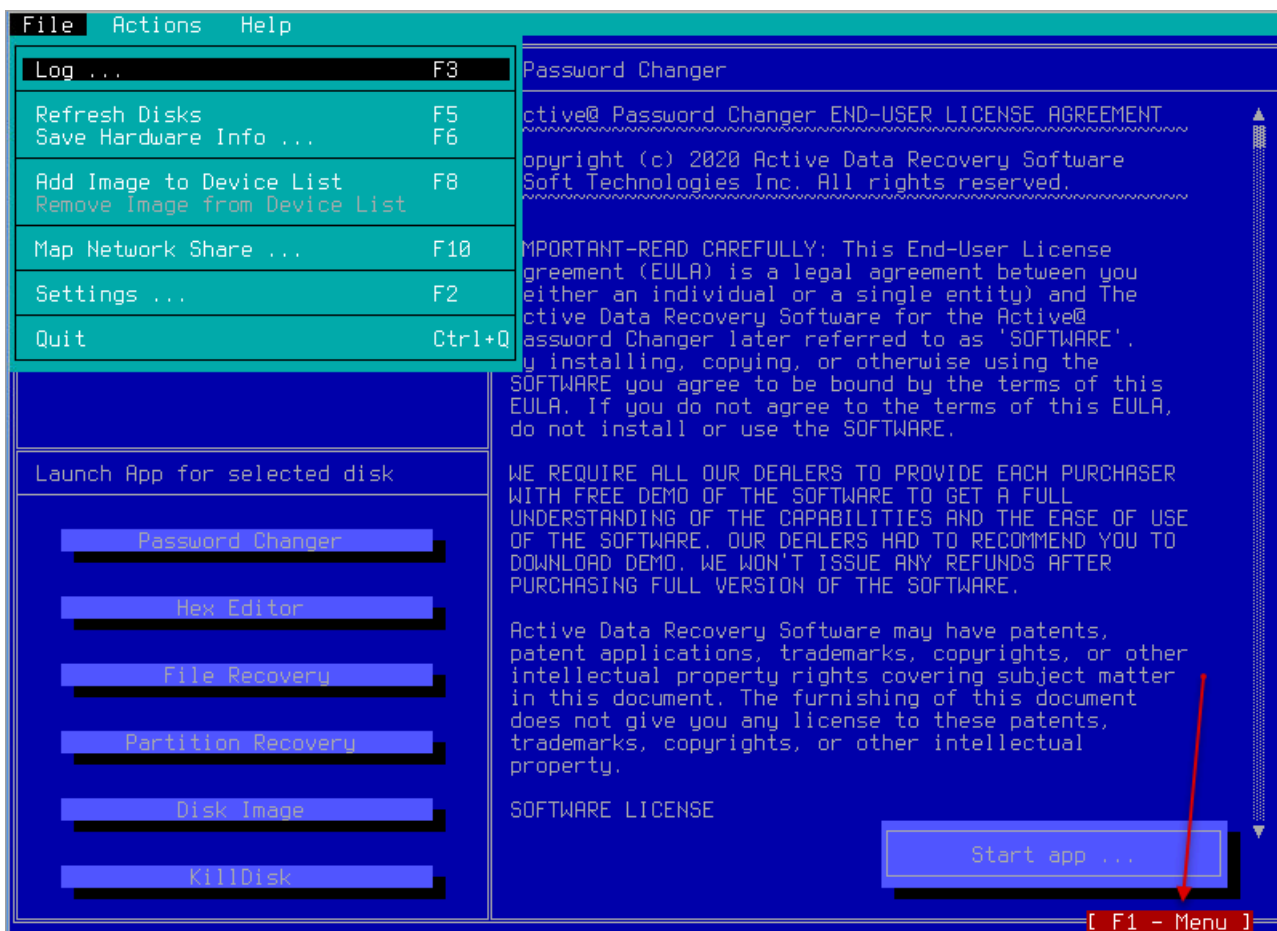 File Actions Help
Log ... F3
Refresh Disks F5
Save Hardware Info ... F6
Add Image to Device List F8
Remove Image from Device List
Map Network Share ... F10
Settings ... F2
Quit Ctrl+Q
Launch App for selected disk
Password Changer
Hex Editor
File Recovery
Partition Recovery
Disk Image
KillDisk
Password Changer
ctive@ Password Changer END-USER LICENSE AGREEMENT
~~~~~~~~~~~~~~~~~~~~~~~~~~~~~~~~~~~~~~~~~~~~~~~~~~~~
opyright (c) 2020 Active Data Recovery Software
Soft Technologies Inc. All rights reserved.
~~~~~~~~~~~~~~~~~~~~~~~~~~~~~~~~~~~~~~~~~~~~~~~~~~~~
MPORTANT-READ CAREFULLY: This End-User License
greement (EULA) is a legal agreement between you
either an individual or a single entity) and The
ctive Data Recovery Software for the Active@
assword Changer later referred to as 'SOFTWARE'.
y installing, copying, or otherwise using the
SOFTWARE you agree to be bound by the terms of this
EULA. If you do not agree to the terms of this EULA,
do not install or use the SOFTWARE.
WE REQUIRE ALL OUR DEALERS TO PROVIDE EACH PURCHASER
WITH FREE DEMO OF THE SOFTWARE TO GET A FULL
UNDERSTANDING OF THE CAPABILITIES AND THE EASE OF USE
OF THE SOFTWARE. OUR DEALERS HAD TO RECOMMEND YOU TO
DOWNLOAD DEMO. WE WON'T ISSUE ANY REFUNDS AFTER
PURCHASING FULL VERSION OF THE SOFTWARE.
Active Data Recovery Software may have patents,
patent applications, trademarks, copyrights, or other
intellectual property rights covering subject matter
in this document. The furnishing of this document
does not give you any license to these patents,
trademarks, copyrights, or other intellectual
property.
SOFTWARE LICENSE
Start app ...
[ F1 - Menu ]